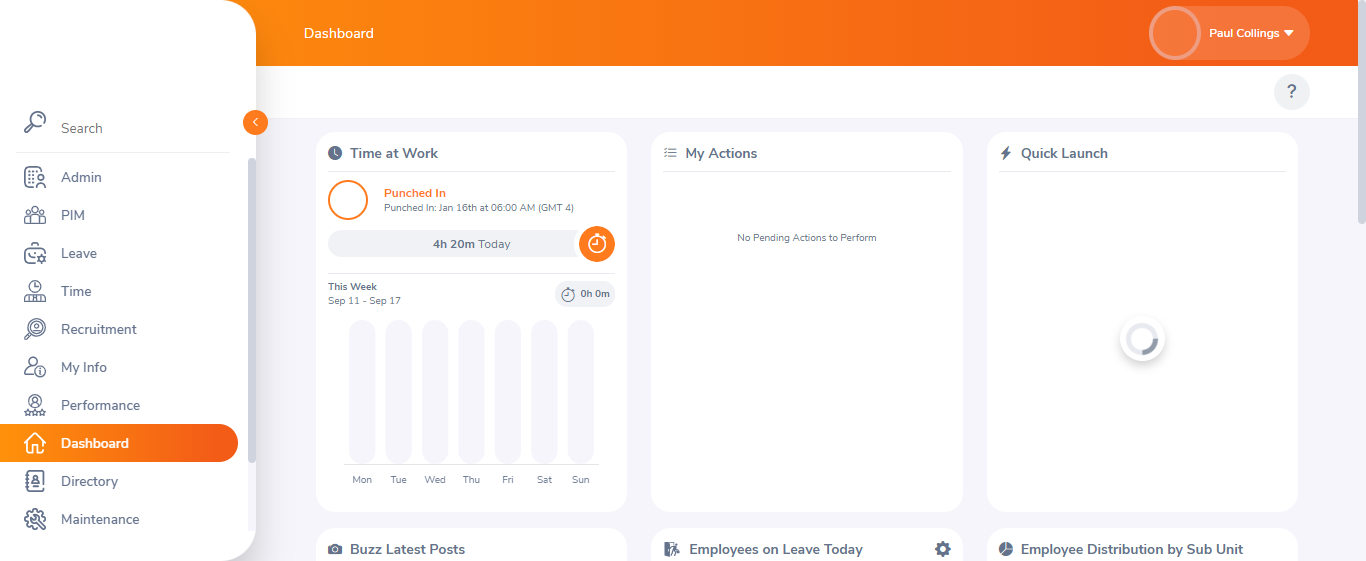 Dashboard
Paul Collings
?
Search
Admin
PIM
Leave
Time
Recruitment
My Info
Performance
Dashboard
Directory
Maintenance
Time at Work
Punched In
Punched In: Jan 16th at 06:00 AM (GMT 4)
4h 20m Today
This Week
Sep 11 - Sep 17
0h 0m
Mon Tue Wed Thu Fri Sat Sun
My Actions
No Pending Actions to Perform
Quick Launch
Buzz Latest Posts
Employees on Leave Today
Employee Distribution by Sub Unit